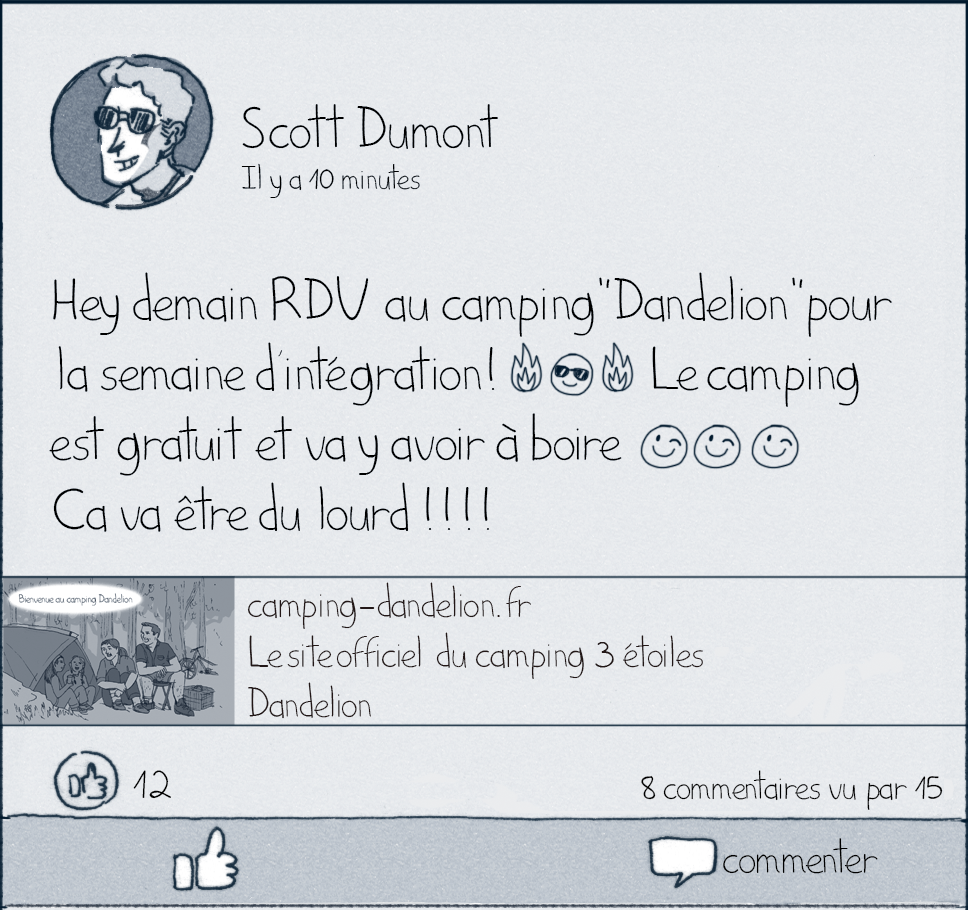 Scott Dumont
Il y a 10 minutes
Hey demain RDV au camping "Dandelion" pour
la semaine d'intégration! 🔥😎🔥 Le camping
est gratuit et va y avoir à boire 😉😉😉
Ca va être du lourd !!!!
Bienvenue au camping Dandelion
camping-dandelion.fr
Le site officiel du camping 3 étoiles
Dandelion
12
8 commentaires vu par 15
commenter